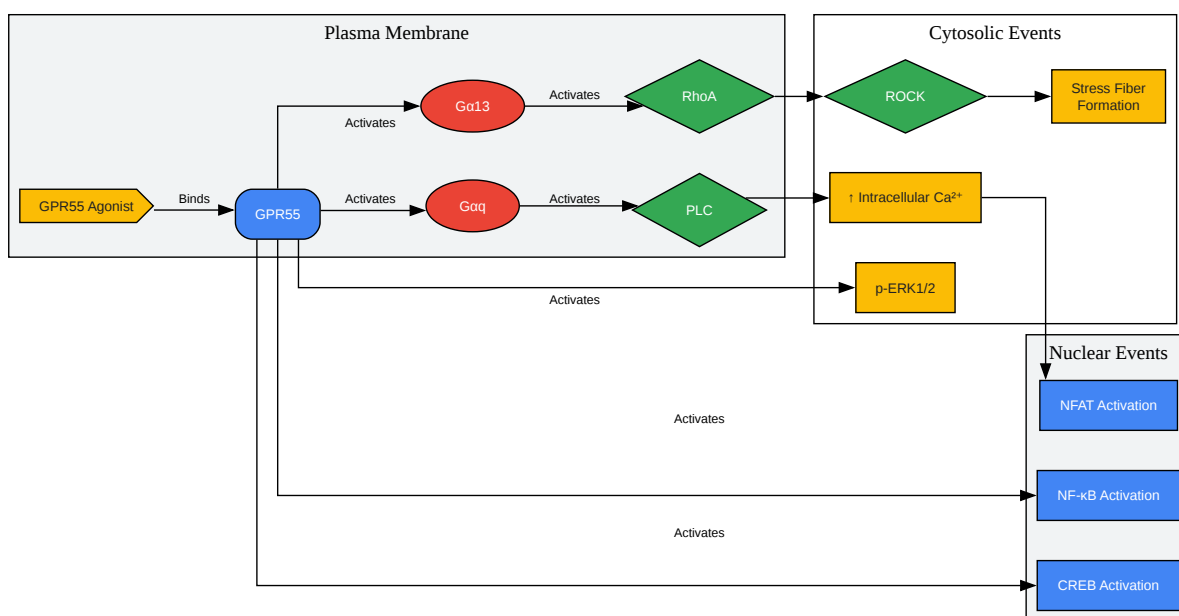 Plasma Membrane
Cytosolic Events
Gα13
Activates
RhoA
ROCK
Stress Fiber
Formation
Activates
GPR55 Agonist
Binds
GPR55
Activates
Gαq
Activates
PLC
↑ Intracellular Ca²⁺
Activates
p-ERK1/2
Nuclear Events
NFAT Activation
Activates
NF-κB Activation
Activates
CREB Activation